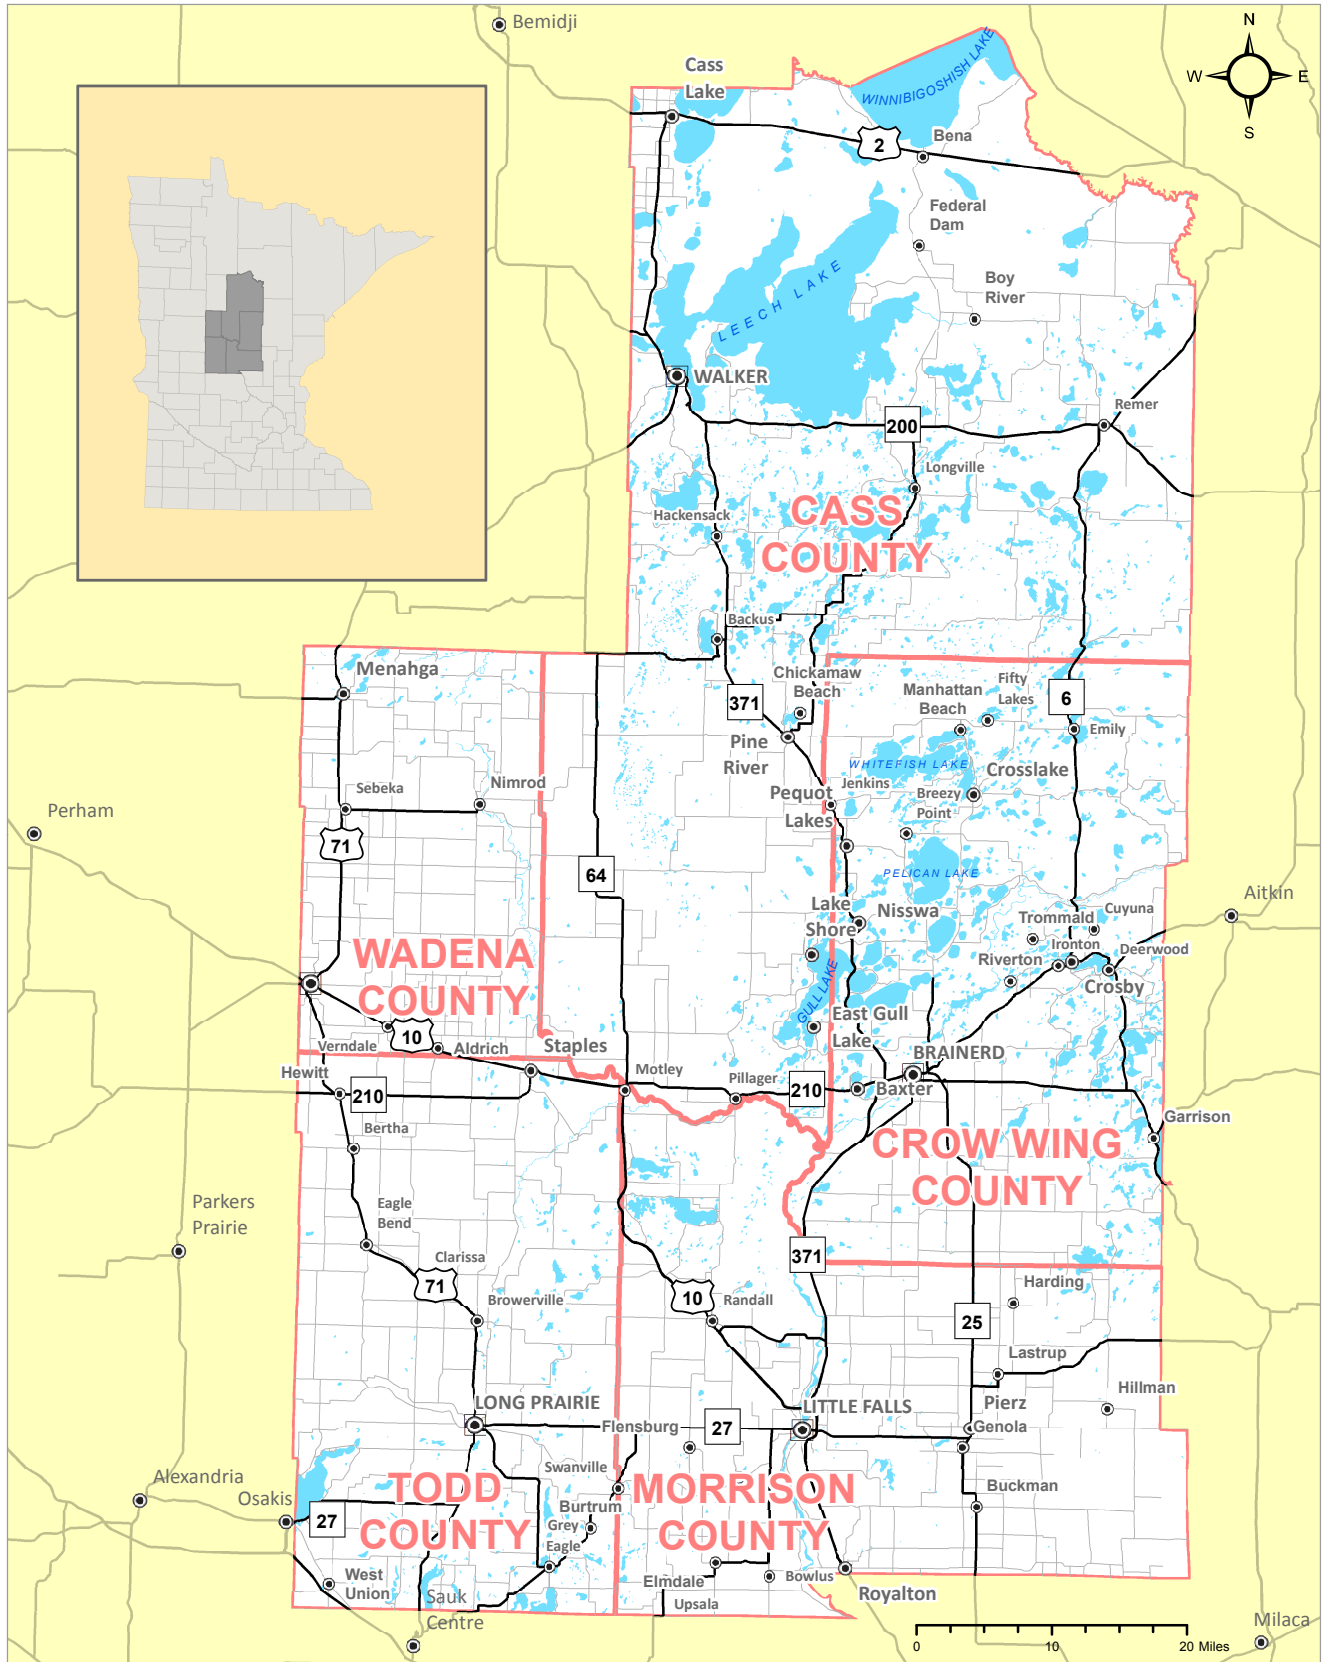 Bemidji
N
W
E
S
Cass
Lake
WINNIBIGOSHISH LAKE
2
Bena
Federal
Dam
LEECH LAKE
Boy
River
WALKER
Remer
200
Longville
Hackensack
CASS
COUNTY
Backus
Menahga
Chickamaw
Beach
371
Manhattan
Beach
Fifty
Lakes
6
Emily
Pine
River
WHITEFISH LAKE
Crosslake
Sebeka
Nimrod
Pequot
Lakes
Jenkins
Breezy
Point
Perham
71
64
PELICAN LAKE
Aitkin
Lake
Shore
Nisswa
Trommald
Cuyuna
Ironton
Deerwood
Riverton
Crosby
WADENA
COUNTY
GULL LAKE
East Gull
Lake
10
Verndale
Aldrich
Staples
BRAINERD
Hewitt
210
Motley
Pillager
210
Baxter
Garrison
Bertha
CROW WING
COUNTY
Parkers
Prairie
Eagle
Bend
Clarissa
371
71
10
Randall
Browerville
Harding
25
Lastrup
Hillman
LONG PRAIRIE
LITTLE FALLS
Pierz
Flensburg
27
Genola
Alexandria
Osakis
27
TODD
COUNTY
Swanville
Burtrum
Grey
Eagle
MORRISON
COUNTY
Buckman
West
Union
Elmdale
Upsala
Bowlus
Royalton
Sauk
Centre
Milaca
0
10
20 Miles